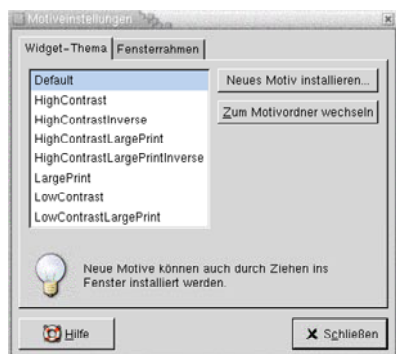 Motiveinstellungen
Widget-Thema Fensterrahmen
Default
HighContrast
HighContrastInverse
HighContrastLargePrint
HighContrastLargePrintInverse
LargePrint
LowContrast
LowContrastLargePrint
Neues Motiv installieren...
Zum Motivordner wechseln
Neue Motive können auch durch Ziehen ins
Fenster installiert werden.
Hilfe
Schließen